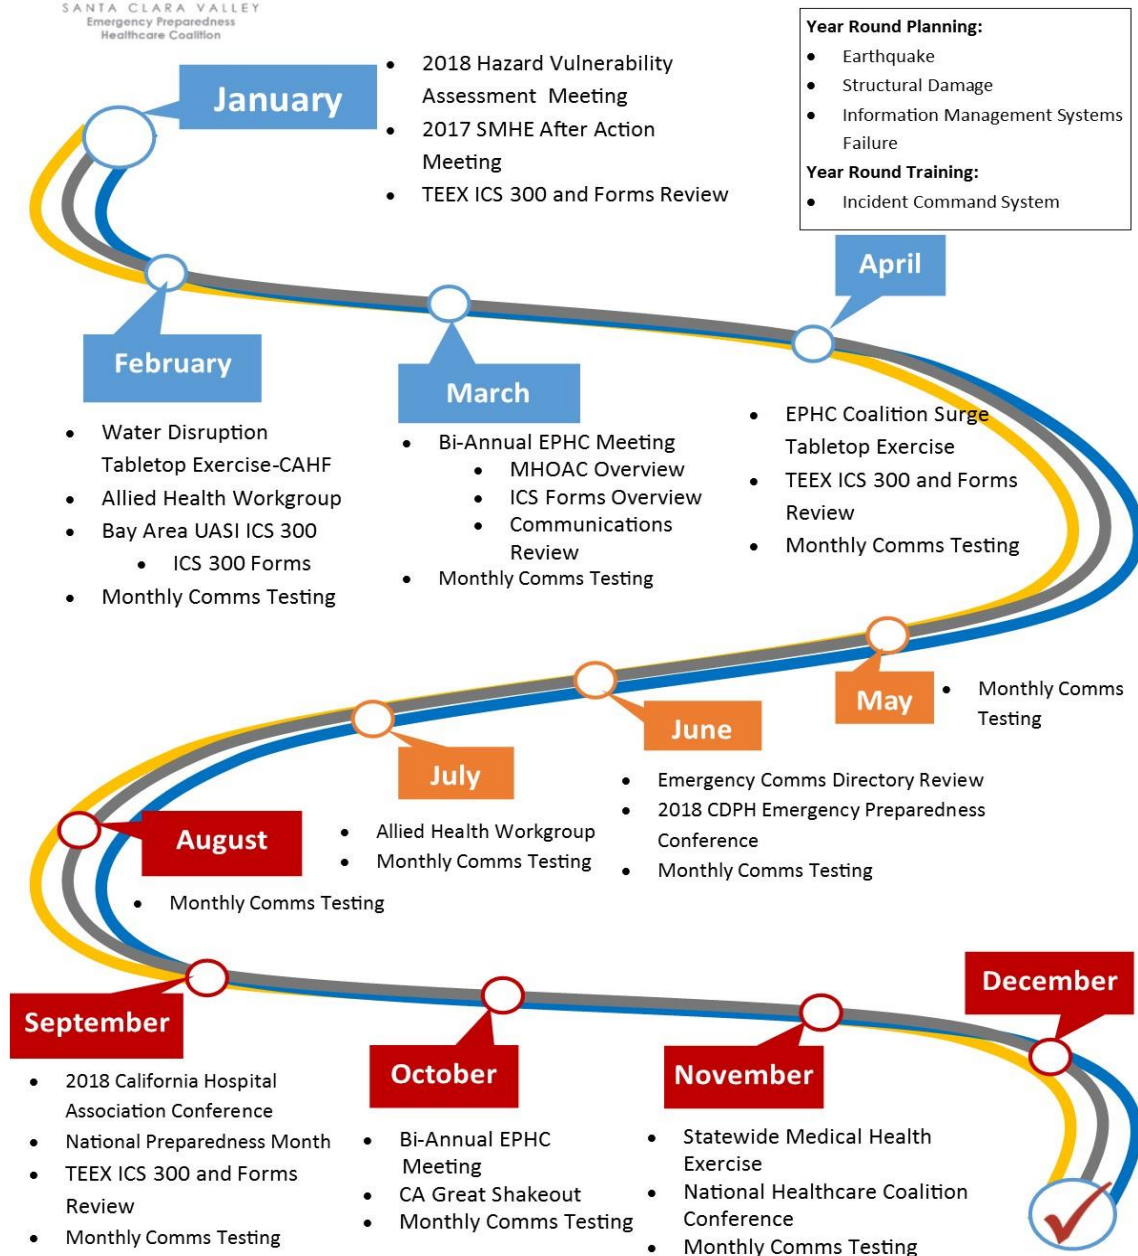 SANTA CLARA VALLEY
Emergency Preparedness
Healthcare Coalition
Year Round Planning:
• Earthquake
• Structural Damage
• Information Management Systems
Failure
Year Round Training:
• Incident Command System
January
• 2018 Hazard Vulnerability
Assessment Meeting
• 2017 SMHE After Action
Meeting
• TEEX ICS 300 and Forms Review
February
• Water Disruption
Tabletop Exercise-CAHF
• Allied Health Workgroup
• Bay Area UASI ICS 300
• ICS 300 Forms
• Monthly Comms Testing
March
• Bi-Annual EPHC Meeting
• MHOAC Overview
• ICS Forms Overview
• Communications
Review
• Monthly Comms Testing
April
• EPHC Coalition Surge
Tabletop Exercise
• TEEX ICS 300 and Forms
Review
• Monthly Comms Testing
May
• Monthly Comms
Testing
June
• Emergency Comms Directory Review
• 2018 CDPH Emergency Preparedness
Conference
• Monthly Comms Testing
July
• Allied Health Workgroup
• Monthly Comms Testing
August
• Monthly Comms Testing
September
• 2018 California Hospital
Association Conference
• National Preparedness Month
• TEEX ICS 300 and Forms
Review
• Monthly Comms Testing
October
• Bi-Annual EPHC
Meeting
• CA Great Shakeout
• Monthly Comms Testing
November
• Statewide Medical Health
Exercise
• National Healthcare Coalition
Conference
• Monthly Comms Testing
December